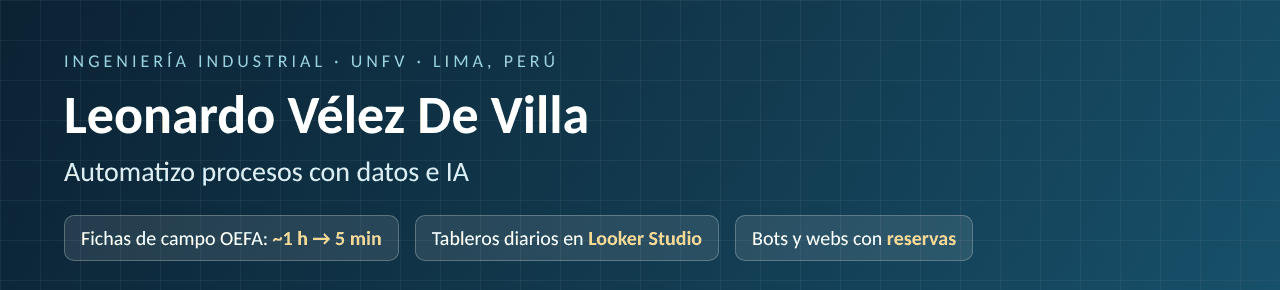 INGENIERÍA INDUSTRIAL · UNFV · LIMA, PERÚ
Leonardo Vélez De Villa
Automatizo procesos con datos e IA
Fichas de campo OEFA: ~1 h → 5 min
Tableros diarios en Looker Studio
Bots y webs con reservas